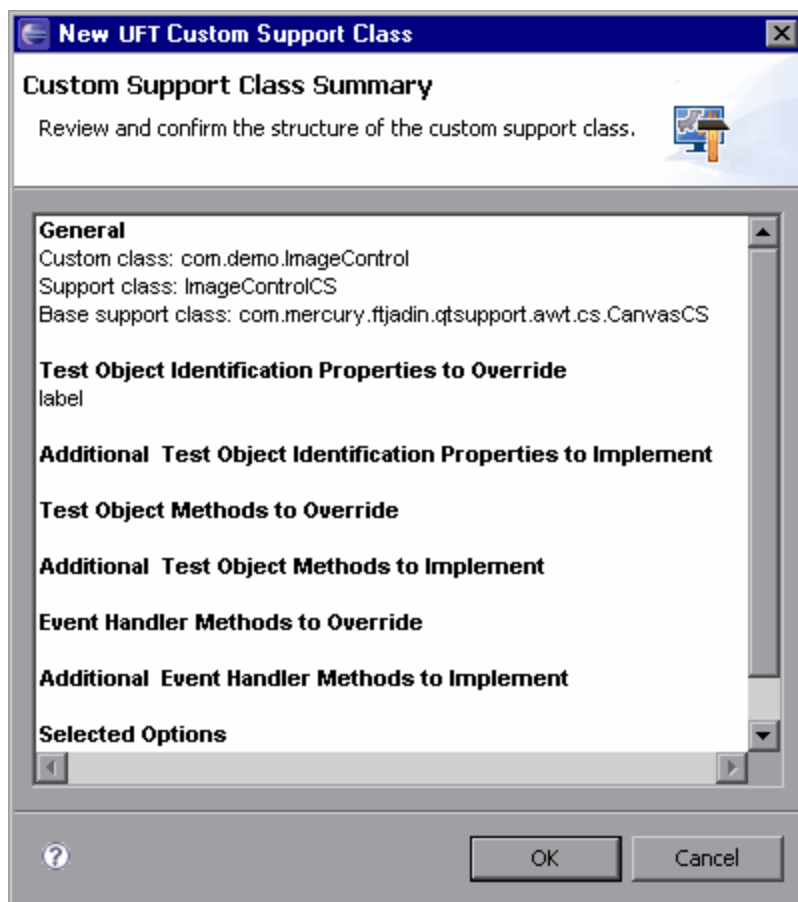 New UFT Custom Support Class
Custom Support Class Summary
Review and confirm the structure of the custom support class.
General
Custom class: com.demo.ImageControl
Support class: ImageControlCS
Base support class: com.mercury.ftjadin.qtsupport.awt.cs.CanvasCS
Test Object Identification Properties to Override
label
Additional Test Object Identification Properties to Implement
Test Object Methods to Override
Additional Test Object Methods to Implement
Event Handler Methods to Override
Additional Event Handler Methods to Implement
Selected Options
?
OK
Cancel